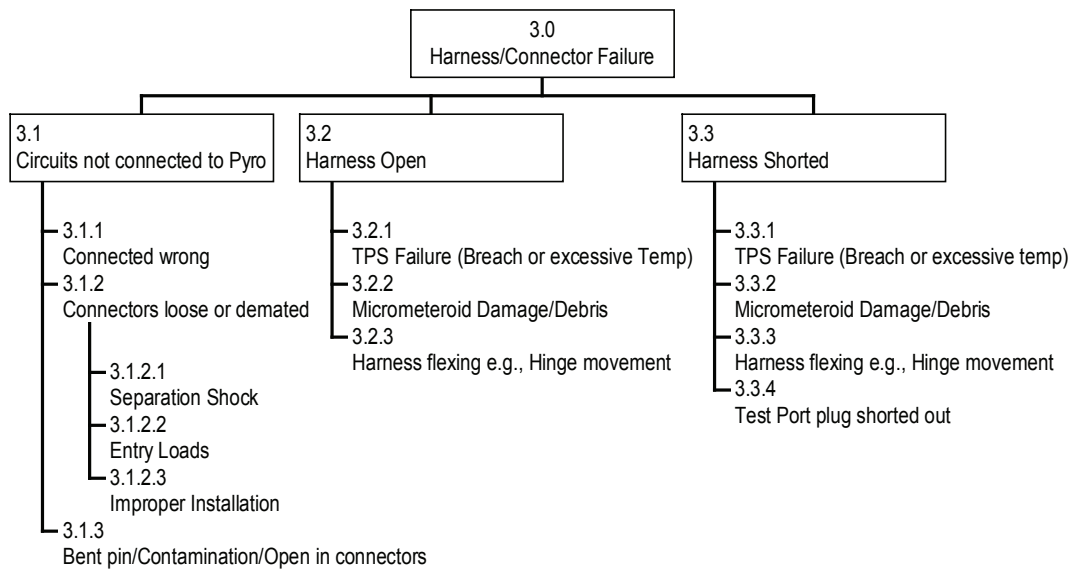 3.0
Harness/Connector Failure
3.1
Circuits not connected to Pyro
3.1.1
Connected wrong
3.1.2
Connectors loose or demated
3.1.2.1
Separation Shock
3.1.2.2
Entry Loads
3.1.2.3
Improper Installation
3.1.3
Bent pin/Contamination/Open in connectors
3.2
Harness Open
3.2.1
TPS Failure (Breach or excessive Temp)
3.2.2
Micrometeroid Damage/Debris
3.2.3
Harness flexing e.g., Hinge movement
3.3
Harness Shorted
3.3.1
TPS Failure (Breach or excessive temp)
3.3.2
Micrometeroid Damage/Debris
3.3.3
Harness flexing e.g., Hinge movement
3.3.4
Test Port plug shorted out